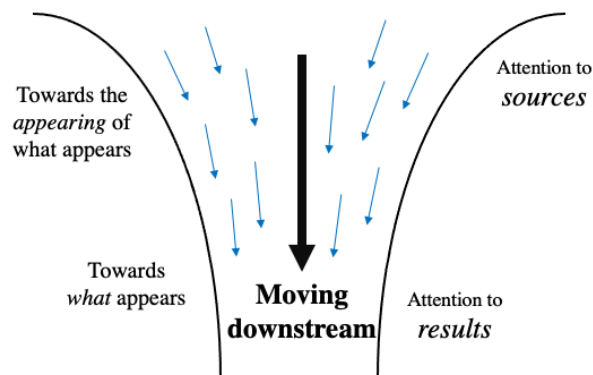 Towards the
appearing of
what appears
Attention to
sources
Towards
what appears
Moving
downstream
Attention to
results